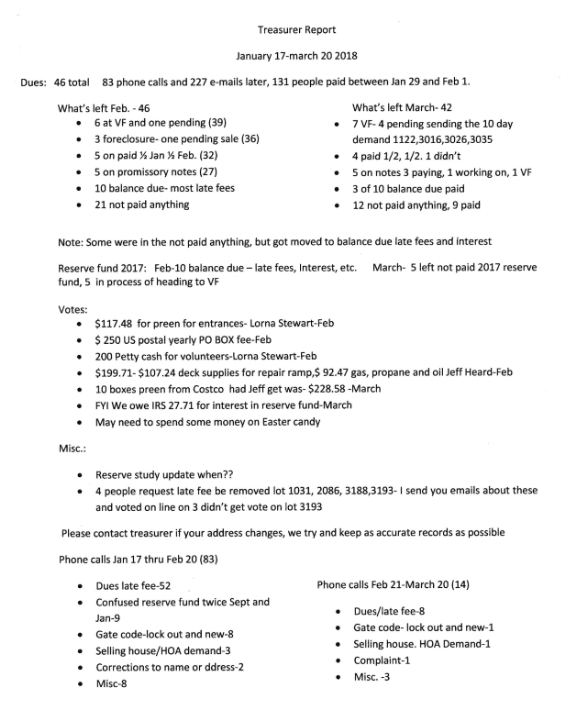 Treasurer Report
January 17-march 20 2018
Dues: 46 total 83 phone calls and 227 e-mails later, 131 people paid between Jan 29 and Feb 1.
What's left Feb. - 46
• 6 at VF and one pending (39)
• 3 foreclosure- one pending sale (36)
• 5 on paid ½ Jan ½ Feb. (32)
• 5 on promissory notes (27)
• 10 balance due- most late fees
• 21 not paid anything
What's left March- 42
• 7 VF- 4 pending sending the 10 day
demand 1122,3016,3026,3035
• 4 paid 1/2, 1/2. 1 didn't
• 5 on notes 3 paying, 1 working on, 1 VF
• 3 of 10 balance due paid
• 12 not paid anything, 9 paid
Note: Some were in the not paid anything, but got moved to balance due late fees and interest
Reserve fund 2017: Feb-10 balance due – late fees, Interest, etc. March- 5 left not paid 2017 reserve
fund, 5 in process of heading to VF
Votes:
• $117.48 for preen for entrances- Lorna Stewart-Feb
• $ 250 US postal yearly PO BOX fee-Feb
• 200 Petty cash for volunteers-Lorna Stewart-Feb
• $199.71- $107.24 deck supplies for repair ramp,$ 92.47 gas, propane and oil Jeff Heard-Feb
• 10 boxes preen from Costco had Jeff get was- $228.58 -March
• FYI We owe IRS 27.71 for interest in reserve fund-March
• May need to spend some money on Easter candy
Misc.:
• Reserve study update when??
• 4 people request late fee be removed lot 1031, 2086, 3188,3193- I send you emails about these
and voted on line on 3 didn't get vote on lot 3193
Please contact treasurer if your address changes, we try and keep as accurate records as possible
Phone calls Jan 17 thru Feb 20 (83)
• Dues late fee-52
• Confused reserve fund twice Sept and
Jan-9
• Gate code-lock out and new-8
• Selling house/HOA demand-3
• Corrections to name or ddress-2
• Misc-8
Phone calls Feb 21-March 20 (14)
• Dues/late fee-8
• Gate code- lock out and new-1
• Selling house. HOA Demand-1
• Complaint-1
• Misc. -3